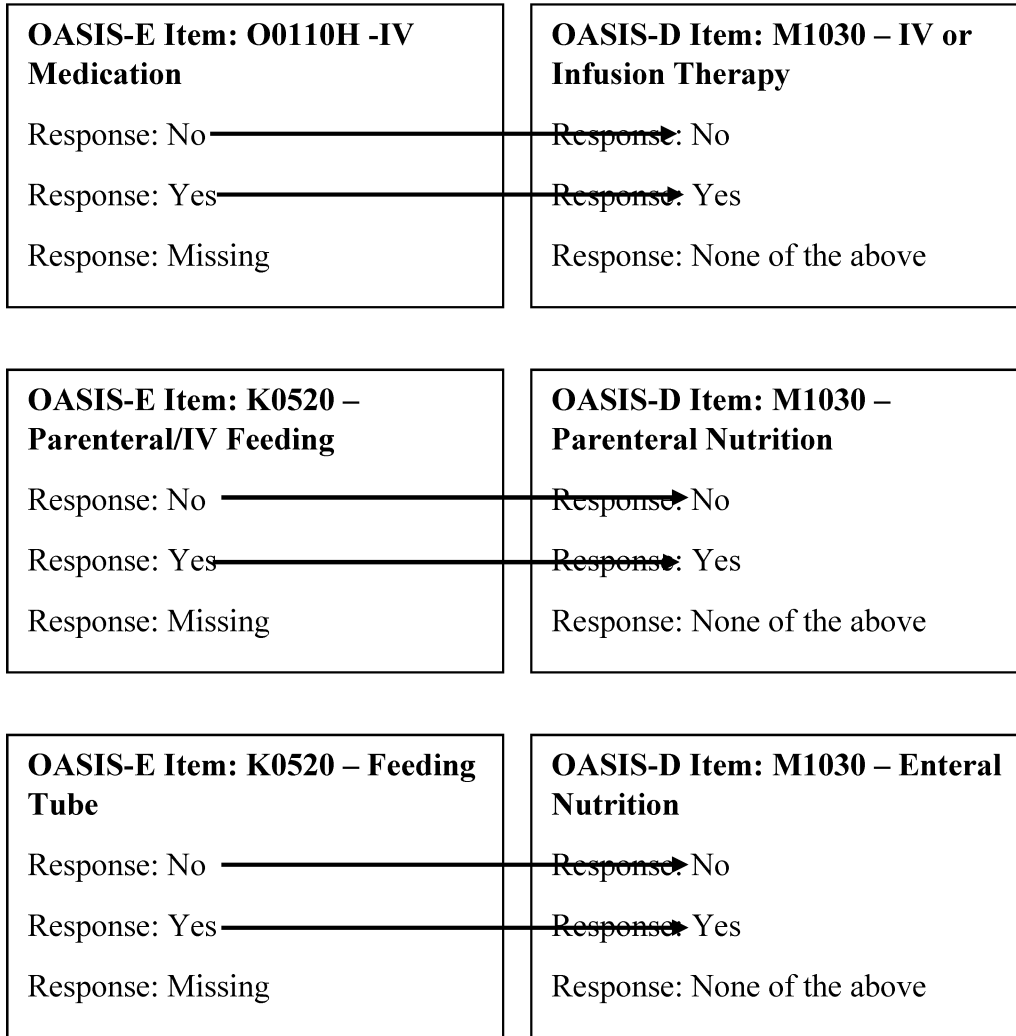 OASIS-E Item: O0110H -IV
Medication
Response: No
Response: Yes
Response: Missing
OASIS-D Item: M1030 – IV or
Infusion Therapy
Response: No
Response: Yes
Response: None of the above
OASIS-E Item: K0520 –
Parenteral/IV Feeding
Response: No
Response: Yes
Response: Missing
OASIS-D Item: M1030 –
Parenteral Nutrition
Response: No
Response: Yes
Response: None of the above
OASIS-E Item: K0520 – Feeding
Tube
Response: No
Response: Yes
Response: Missing
OASIS-D Item: M1030 – Enteral
Nutrition
Response: No
Response: Yes
Response: None of the above